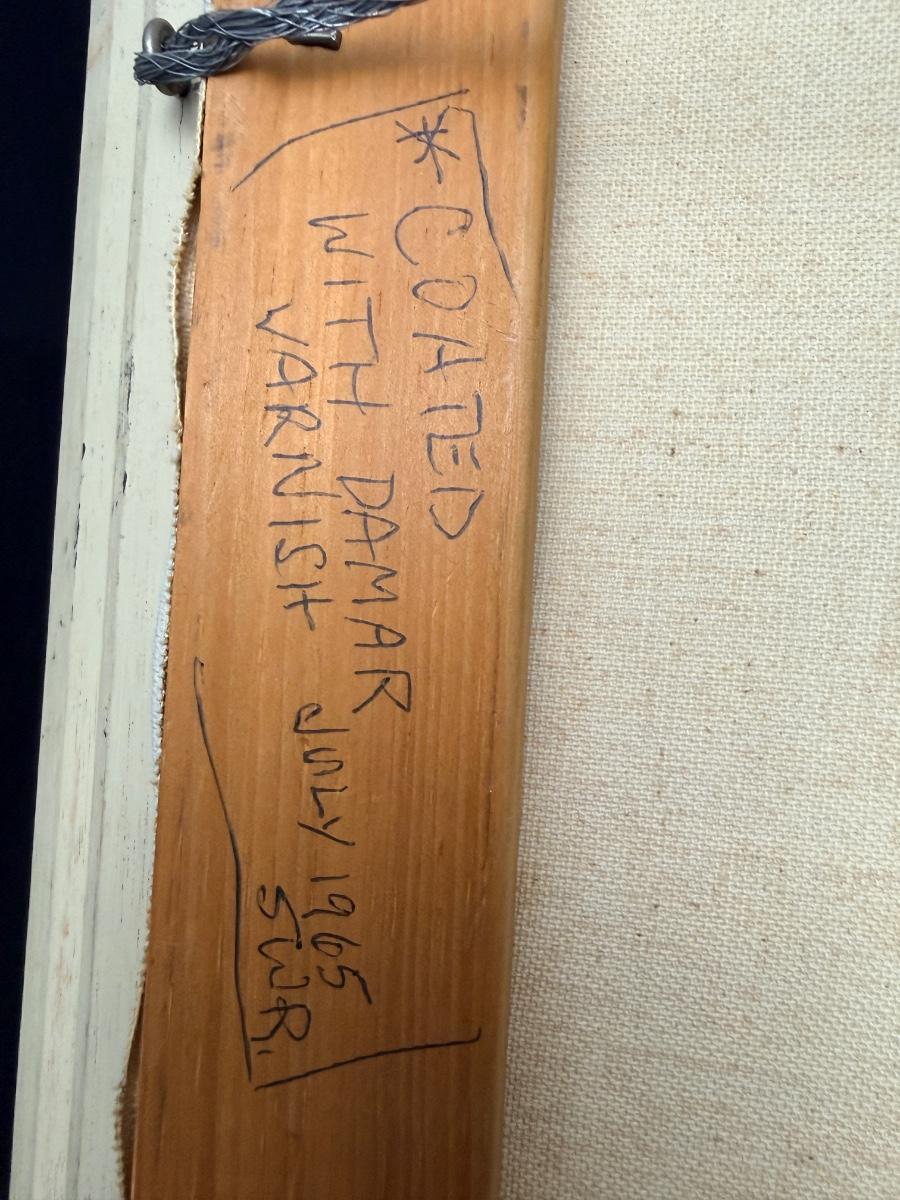 * COATED
WITH DAMAR
VARNISH JULY 1965
SWR.